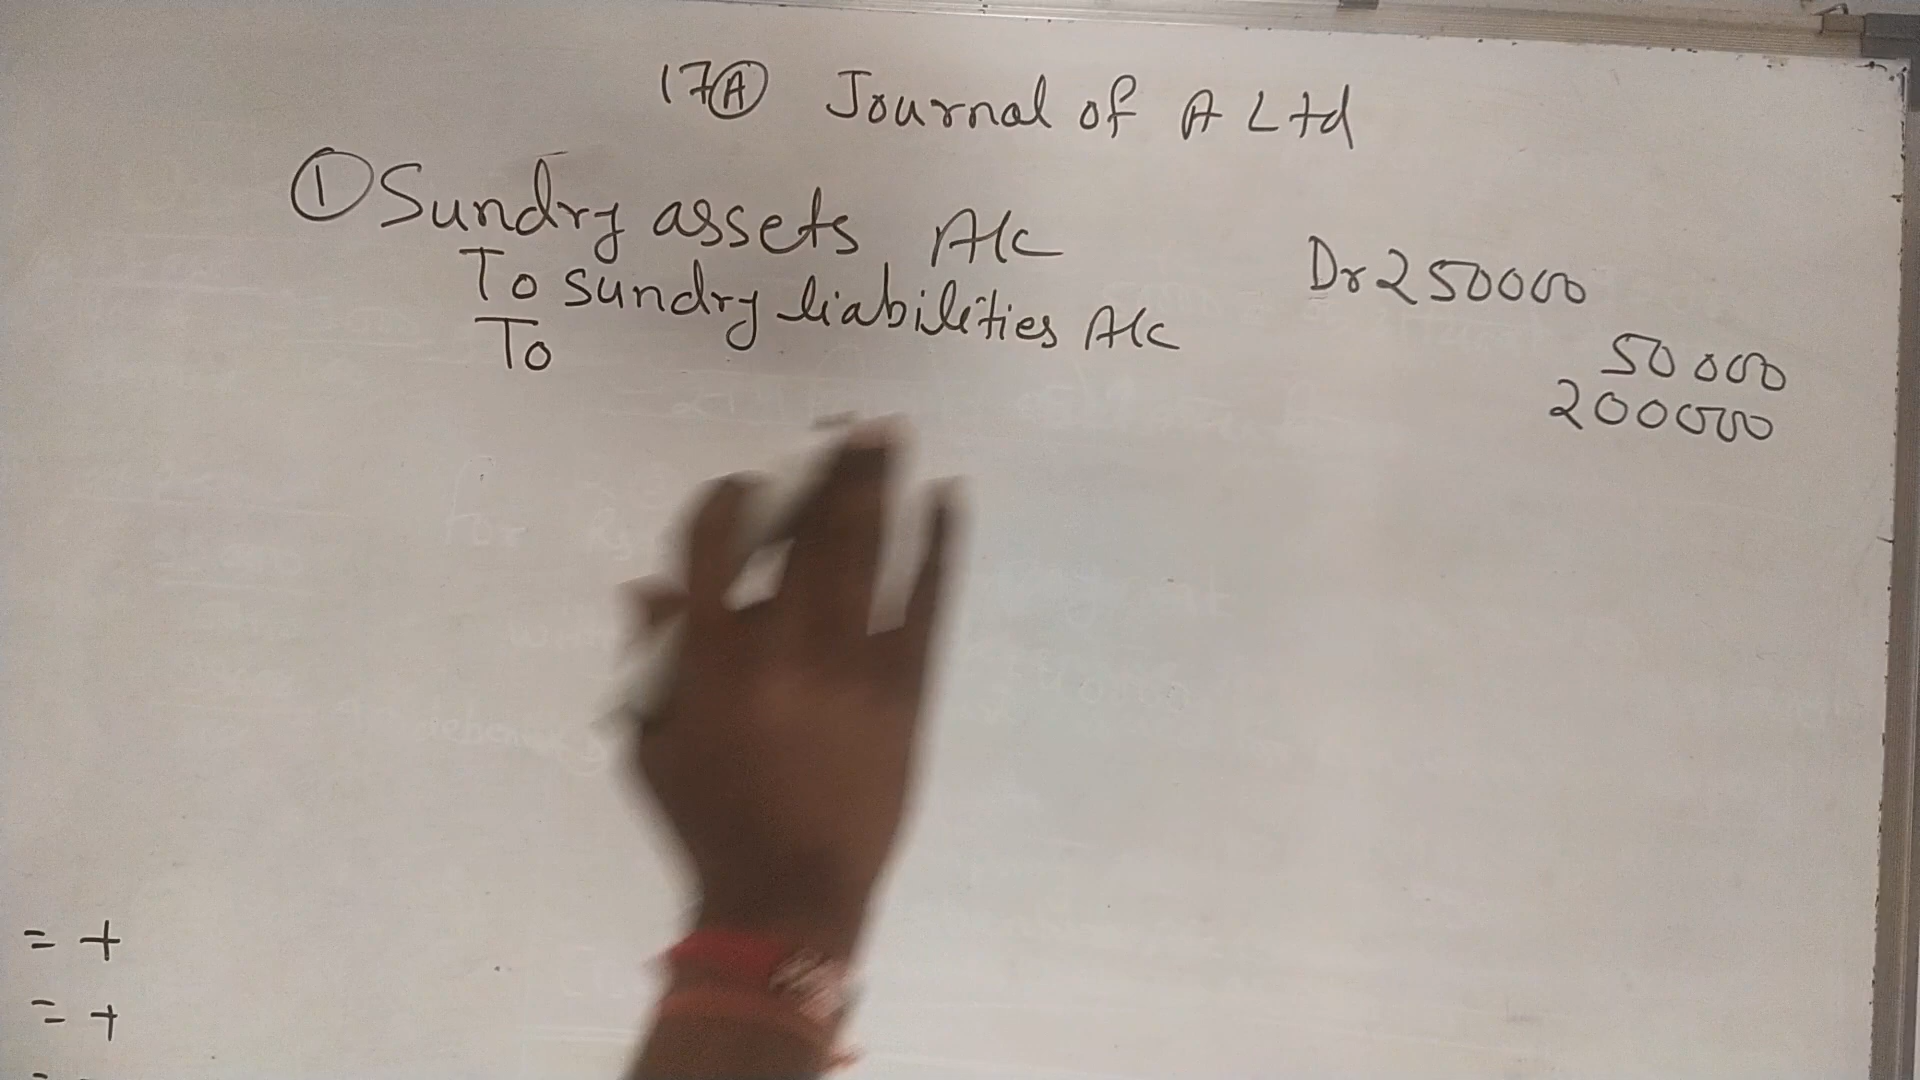 17Ⓐ Journal of A Ltd
① Sundry assets A/c Dr 250000
To sundry liabilities A/c 50000
To 200000
= +
= +